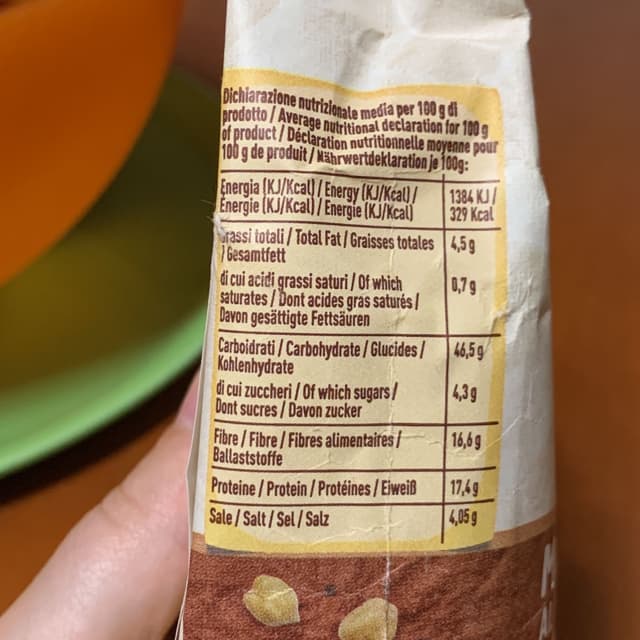 Dichiarazione nutrizionale media per 100 g di
prodotto / Average nutritional declaration for 100 g
of product / Déclaration nutritionnelle moyenne pour
100 g de produit / Nährwertdeklaration je 100g:
Energia (KJ/Kcal) / Energy (KJ/Kcal) /
Énergie (KJ/Kcal) / Energie (KJ/Kcal)
1384 KJ /
329 Kcal
Grassi totali / Total Fat / Graisses totales
/ Gesamtfett
4,5 g
di cui acidi grassi saturi / Of which
saturates / Dont acides gras saturés /
Davon gesättigte Fettsäuren
0,7 g
Carboidrati / Carbohydrate / Glucides /
Kohlenhydrate
46,5 g
di cui zuccheri / Of which sugars /
Dont sucres / Davon zucker
4,3 g
Fibre / Fibre / Fibres alimentaires /
Ballaststoffe
16,6 g
Proteine / Protein / Protéines / Eiweiß
17,4 g
Sale / Salt / Sel / Salz
4,05 g